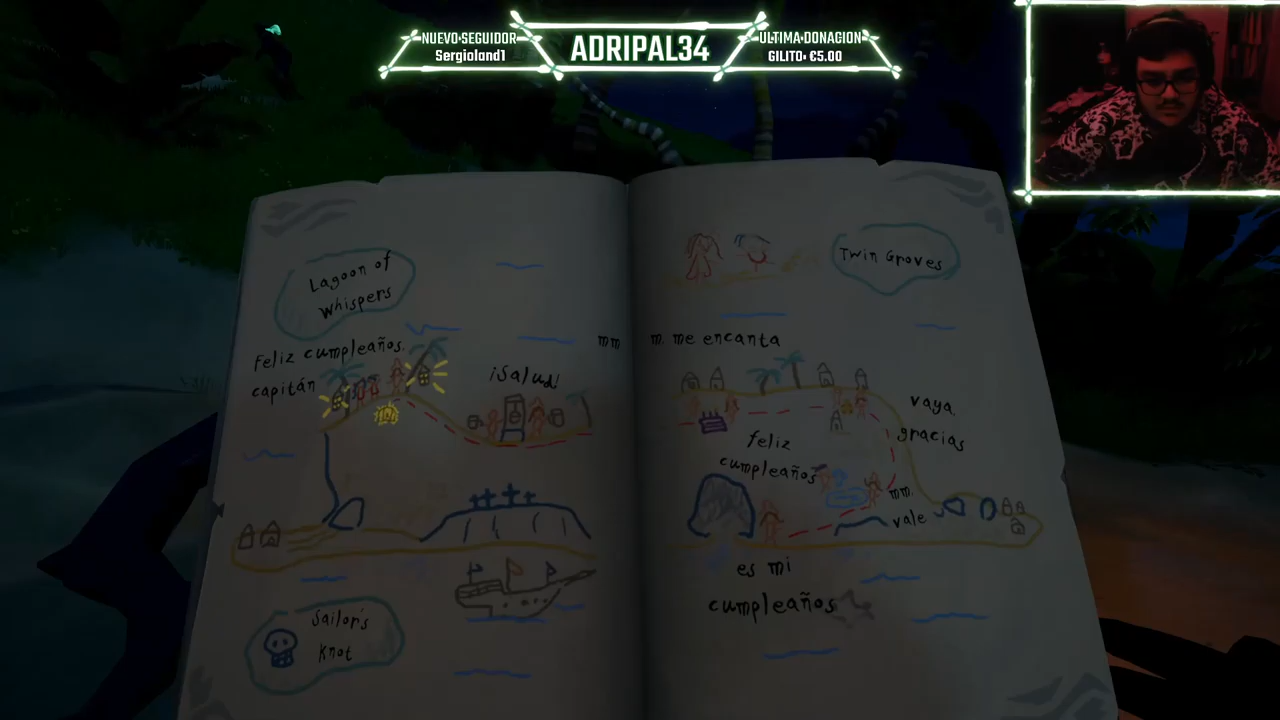 NUEVO SEGUIDOR
Sergioland1
ADRIPAL34
ULTIMA DONACION
GILITO: €5.00
Lagoon of
Whispers
Feliz cumpleaños,
capitán
¡Salud!
Sailor's
Knot
Twin Groves
mm
m. me encanta
vaya,
gracias
feliz
cumpleaños
mm.
vale
es mi
cumpleaños